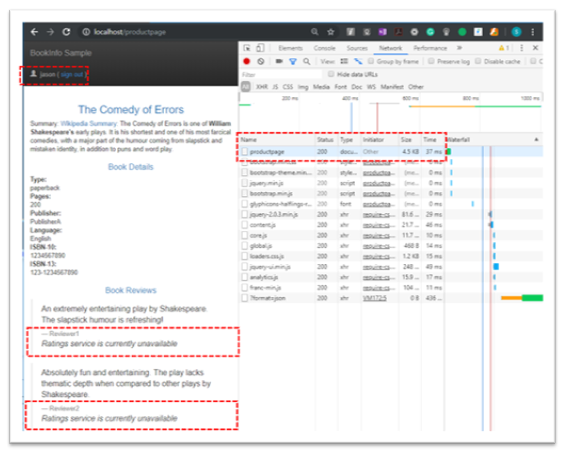 localhost/productpage
BookInfo Sample
jason ( sign out )
The Comedy of Errors
Summary: Wikipedia Summary: The Comedy of Errors is one of William
Shakespeare's early plays. It is his shortest and one of his most farcical
comedies, with a major part of the humour coming from slapstick and
mistaken identity, in addition to puns and word play.
Book Details
Type:
paperback
Pages:
200
Publisher:
PublisherA
Language:
English
ISBN-10:
1234567890
ISBN-13:
123-1234567890
Book Reviews
An extremely entertaining play by Shakespeare.
The slapstick humour is refreshing!
— Reviewer1
Ratings service is currently unavailable
Absolutely fun and entertaining. The play lacks
thematic depth when compared to other plays by
Shakespeare.
— Reviewer2
Ratings service is currently unavailable
Elements Console Sources Network Performance » 1
View: Group by frame Preserve log Disable cache
Filter Hide data URLs
All XHR JS CSS Img Media Font Doc WS Manifest Other
200 ms 400 ms 600 ms 800 ms 1000 ms
Name Status Type Initiator Size Time Waterfall
productpage 200 docu... Other 4.5 KB 37 ms
bootstrap.min.css 200 style... productpa... 0 ms
bootstrap-theme.min... 200 style... productpa... 0 ms
jquery.min.js 200 script productpa... 0 ms
bootstrap.min.js 200 script productpa... 0 ms
glyphicons-halflings-r... 200 font productpa... 0 ms
jquery-2.0.3.min.js 200 xhr require-cs... 81.6 ... 29 ms
content.js 200 xhr require-cs... 21.7 ... 46 ms
core.js 200 xhr require-cs... 11.7 ... 10 ms
global.js 200 xhr require-cs... 468 B 14 ms
loaders.css.js 200 xhr require-cs... 1.2 KB 15 ms
jquery-ui.min.js 200 xhr require-cs... 248 ... 49 ms
analytics.js 200 xhr require-cs... 15.9 ... 17 ms
franc-min.js 200 xhr require-cs... 104 ... 11 ms
?format=json 200 xhr VM172:5 0 B 436 ...